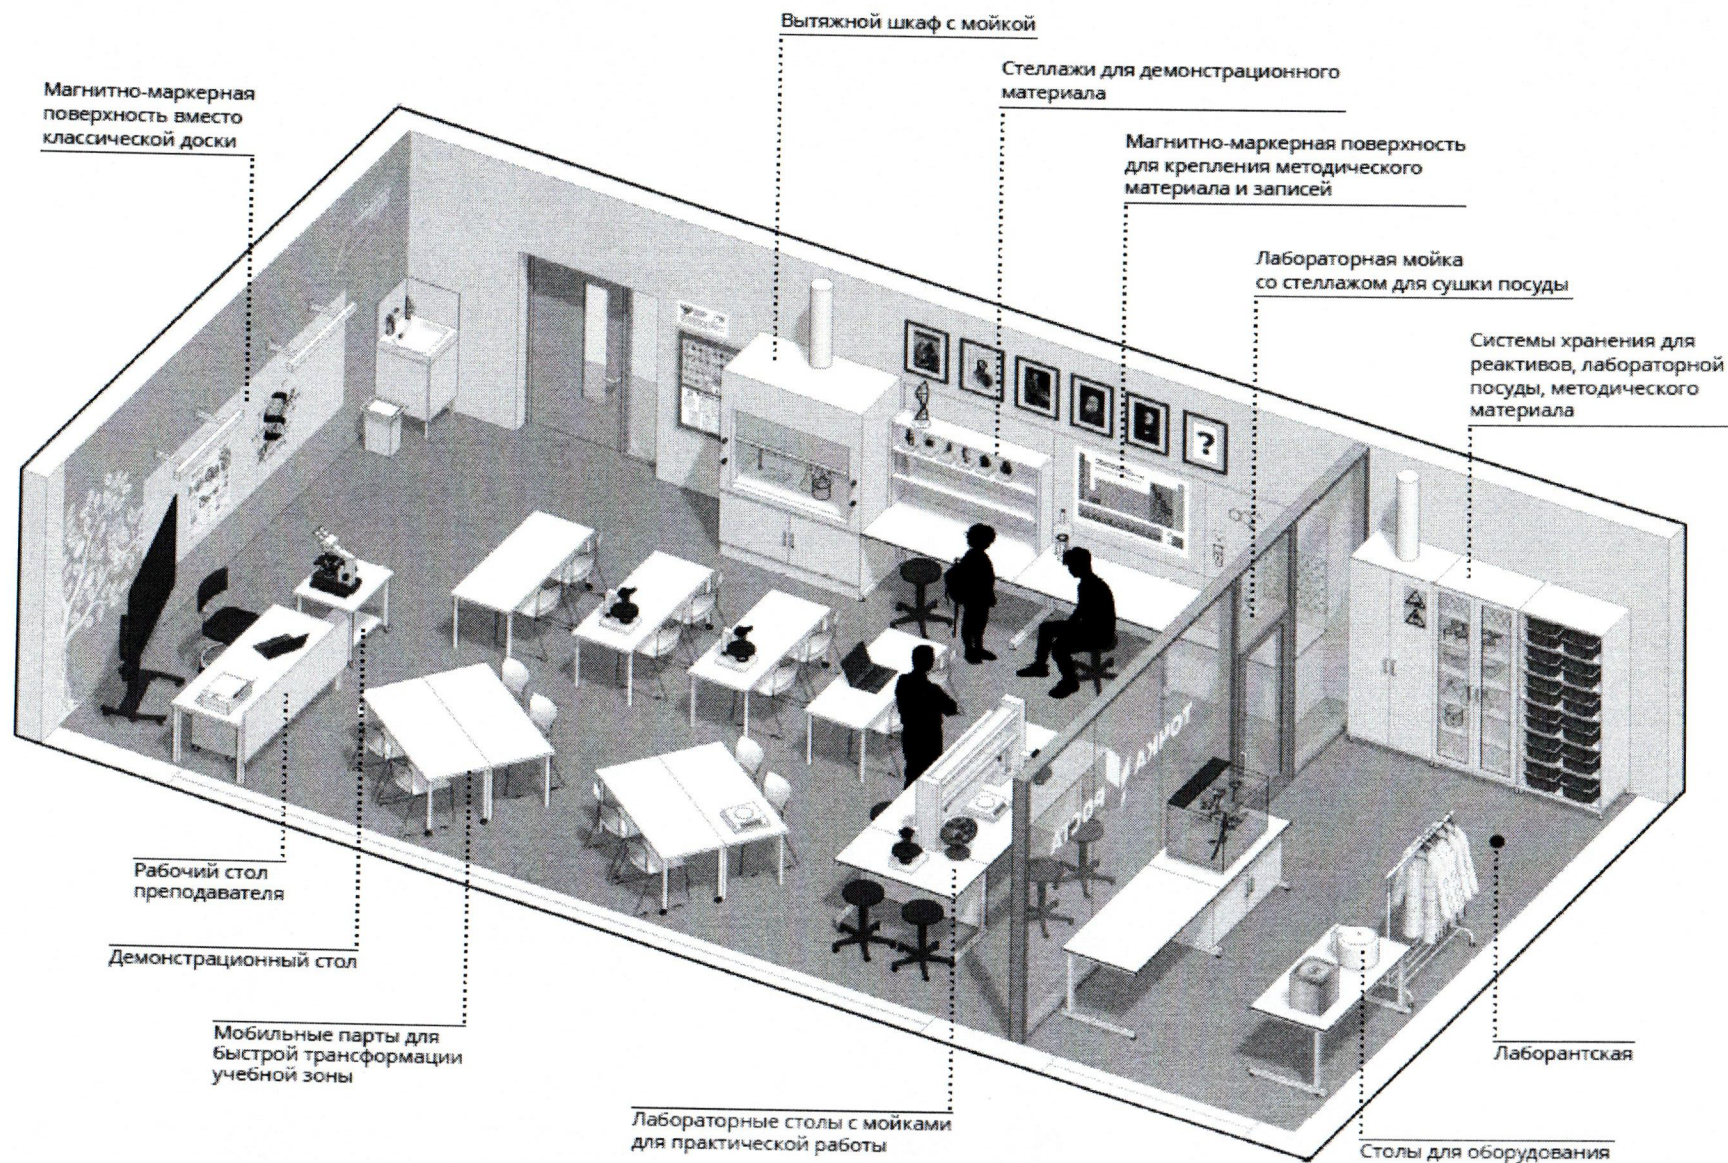 Вытяжной шкаф с мойкой
Стеллажи для демонстрационного
материала
Магнитно-маркерная
поверхность вместо
классической доски
Магнитно-маркерная поверхность
для крепления методического
материала и записей
Лабораторная мойка
со стеллажом для сушки посуды
Системы хранения для
реактивов, лабораторной
посуды, методического
материала
?
ТОЧКА
РОСТА
Рабочий стол
преподавателя
Демонстрационный стол
Мобильные парты для
быстрой трансформации
учебной зоны
Лабораторные столы с мойками
для практической работы
Лаборантская
Столы для оборудования